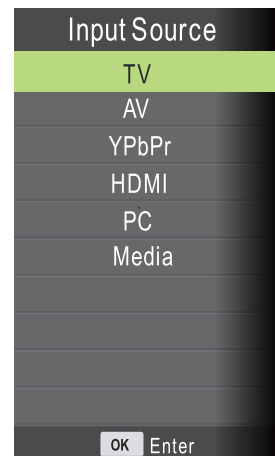 Input Source
TV
AV
YPbPr
HDMI
PC
Media
OK Enter